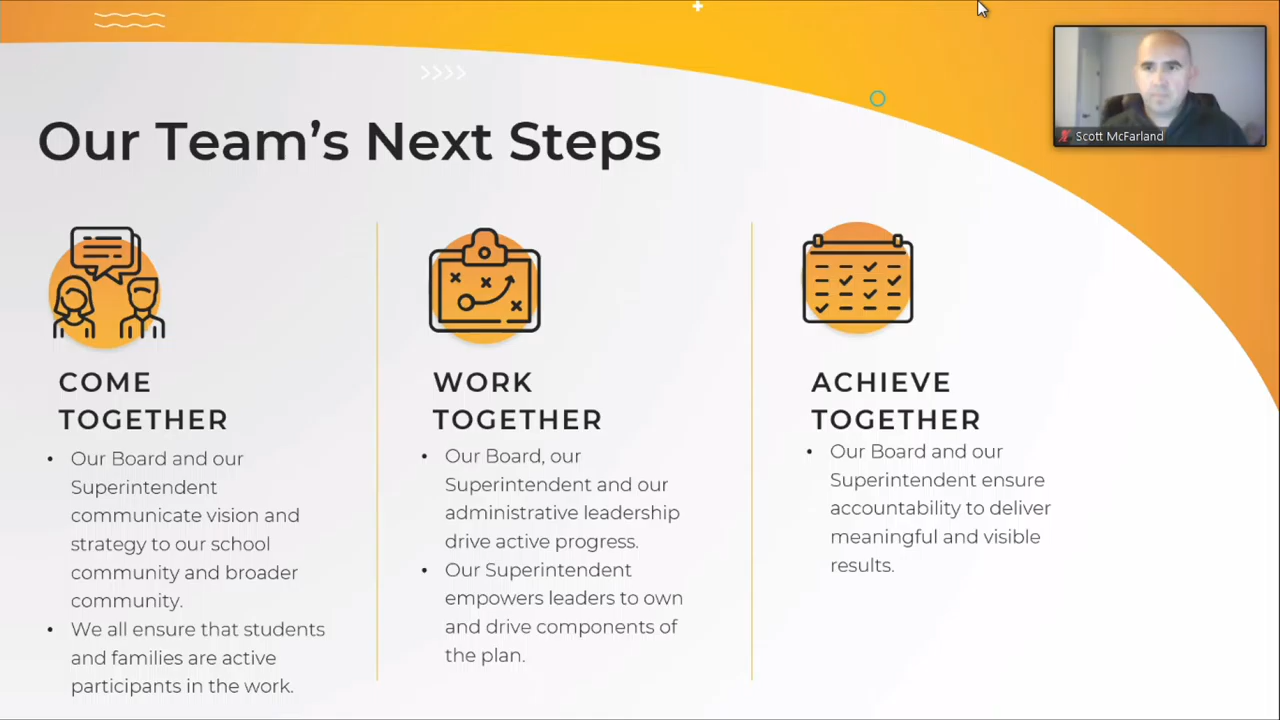 Our Team's Next Steps
Scott McFarland
COME
TOGETHER
• Our Board and our
Superintendent
communicate vision and
strategy to our school
community and broader
community.
• We all ensure that students
and families are active
participants in the work.
WORK
TOGETHER
• Our Board, our
Superintendent and our
administrative leadership
drive active progress.
• Our Superintendent
empowers leaders to own
and drive components of
the plan.
ACHIEVE
TOGETHER
• Our Board and our
Superintendent ensure
accountability to deliver
meaningful and visible
results.